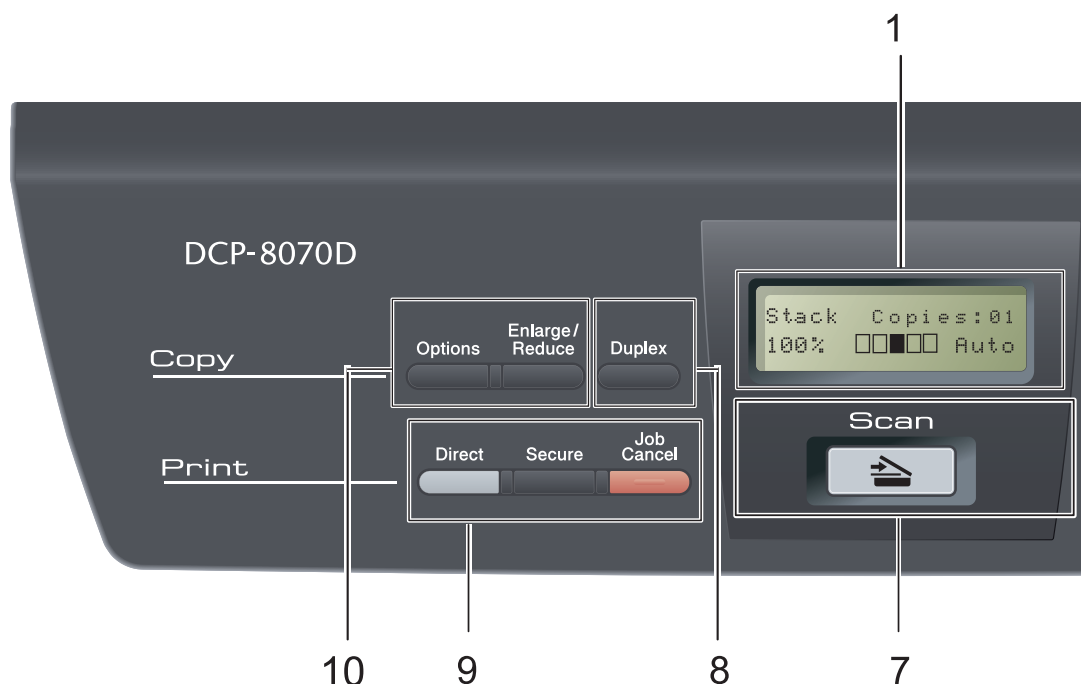 1
DCP-8070D
Stack Copies:01
100% Auto
Copy
Options
Enlarge/
Reduce
Duplex
Scan
Print
Direct
Secure
Job
Cancel
10
9
8
7